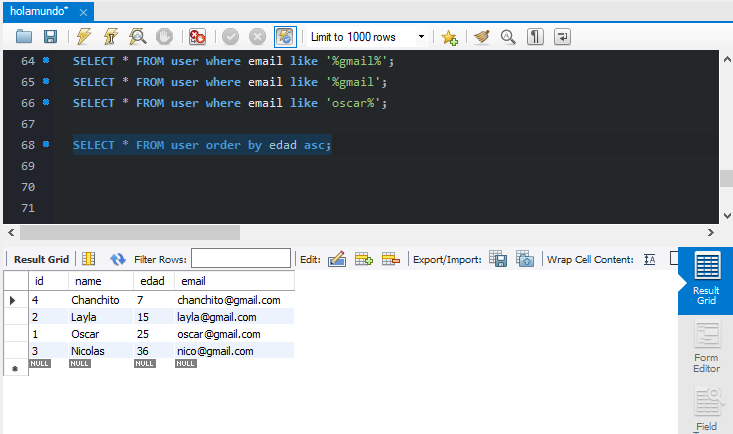 holamundo*
Limit to 1000 rows
64 SELECT * FROM user where email like '%gmail%';
65 SELECT * FROM user where email like '%gmail';
66 SELECT * FROM user where email like 'oscar%';
67
68 SELECT * FROM user order by edad asc;
69
70
71
Result Grid Filter Rows: Edit: Export/Import: Wrap Cell Content:
id name edad email
4 Chanchito 7 chanchito@gmail.com
2 Layla 15 layla@gmail.com
1 Oscar 25 oscar@gmail.com
3 Nicolas 36 nico@gmail.com
NULL NULL NULL NULL
Result
Grid
Form
Editor
Field